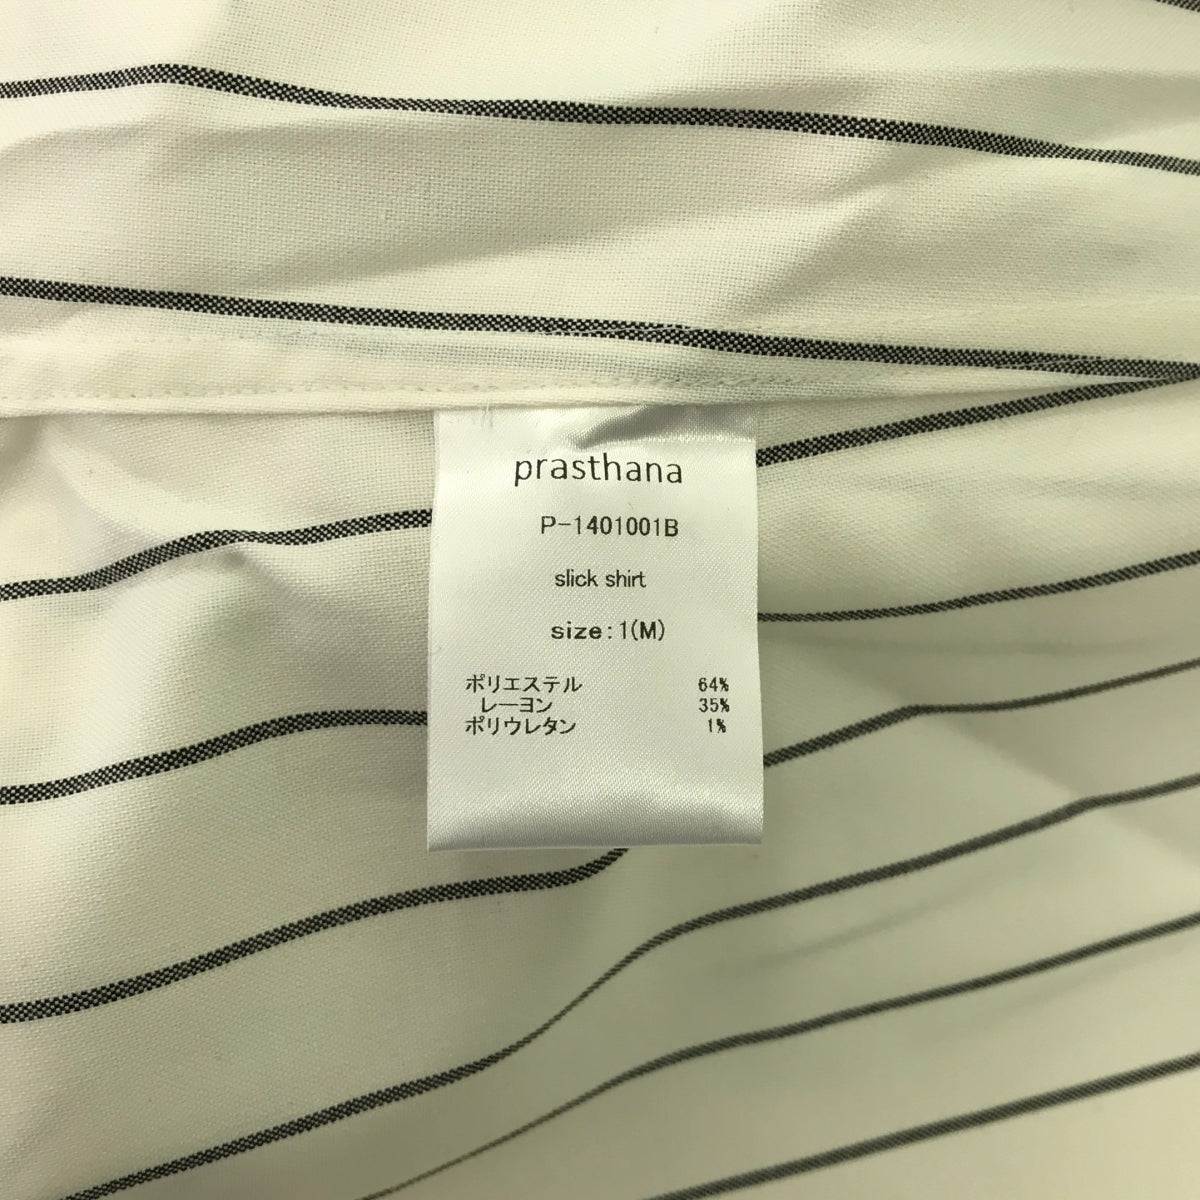 prasthana
P-1401001B
slick shirt
size:1(M)
ポリエステル 64%
レーヨン 35%
ポリウレタン 1%